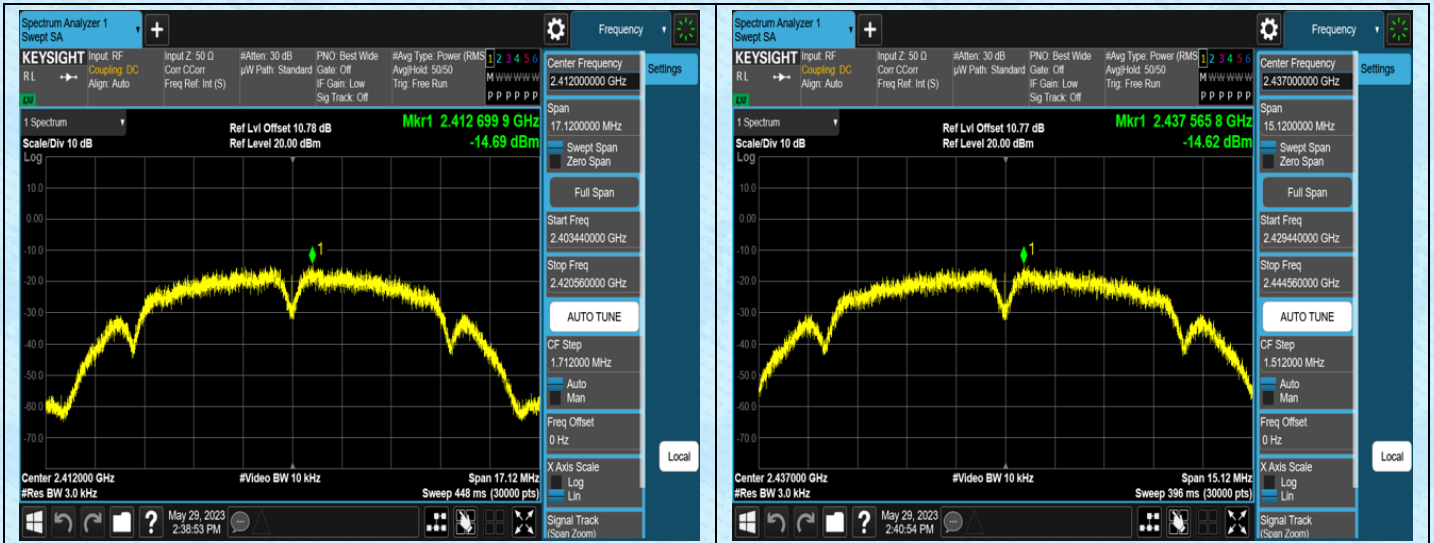 Spectrum Analyzer 1
Swept SA
Frequency
KEYSIGHT
RL
Input: RF
Coupling: DC
Align: Auto
Input Z: 50 Ω
Corr CCorr
Freq Ref: Int (S)
#Atten: 30 dB
µW Path: Standard
PNO: Best Wide
Gate: Off
IF Gain: Low
Sig Track: Off
#Avg Type: Power (RMS
Avg|Hold: 50/50
Trig: Free Run
1 2 3 4 5 6
M W W W W W
P P P P P P
Center Frequency
2.412000000 GHz
Settings
1 Spectrum
Scale/Div 10 dB
Log
Ref Lvl Offset 10.78 dB
Ref Level 20.00 dBm
Mkr1 2.412 699 9 GHz
-14.69 dBm
10.0
0.00
-10.0
-20.0
-30.0
-40.0
-50.0
-60.0
-70.0
1
Span
17.1200000 MHz
Swept Span
Zero Span
Full Span
Start Freq
2.403440000 GHz
Stop Freq
2.420560000 GHz
AUTO TUNE
CF Step
1.712000 MHz
Auto
Man
Freq Offset
0 Hz
X Axis Scale
Log
Lin
Signal Track
(Span Zoom)
Local
Center 2.412000 GHz
#Res BW 3.0 kHz
#Video BW 10 kHz
Span 17.12 MHz
Sweep 448 ms (30000 pts)
?
May 29, 2023
2:38:53 PM
Spectrum Analyzer 1
Swept SA
Frequency
KEYSIGHT
RL
Input: RF
Coupling: DC
Align: Auto
Input Z: 50 Ω
Corr CCorr
Freq Ref: Int (S)
#Atten: 30 dB
µW Path: Standard
PNO: Best Wide
Gate: Off
IF Gain: Low
Sig Track: Off
#Avg Type: Power (RMS
Avg|Hold: 50/50
Trig: Free Run
1 2 3 4 5 6
M W W W W W
P P P P P P
Center Frequency
2.437000000 GHz
Settings
1 Spectrum
Scale/Div 10 dB
Log
Ref Lvl Offset 10.77 dB
Ref Level 20.00 dBm
Mkr1 2.437 565 8 GHz
-14.62 dBm
10.0
0.00
-10.0
-20.0
-30.0
-40.0
-50.0
-60.0
-70.0
1
Span
15.1200000 MHz
Swept Span
Zero Span
Full Span
Start Freq
2.429440000 GHz
Stop Freq
2.444560000 GHz
AUTO TUNE
CF Step
1.512000 MHz
Auto
Man
Freq Offset
0 Hz
X Axis Scale
Log
Lin
Signal Track
(Span Zoom)
Local
Center 2.437000 GHz
#Res BW 3.0 kHz
#Video BW 10 kHz
Span 15.12 MHz
Sweep 396 ms (30000 pts)
?
May 29, 2023
2:40:54 PM